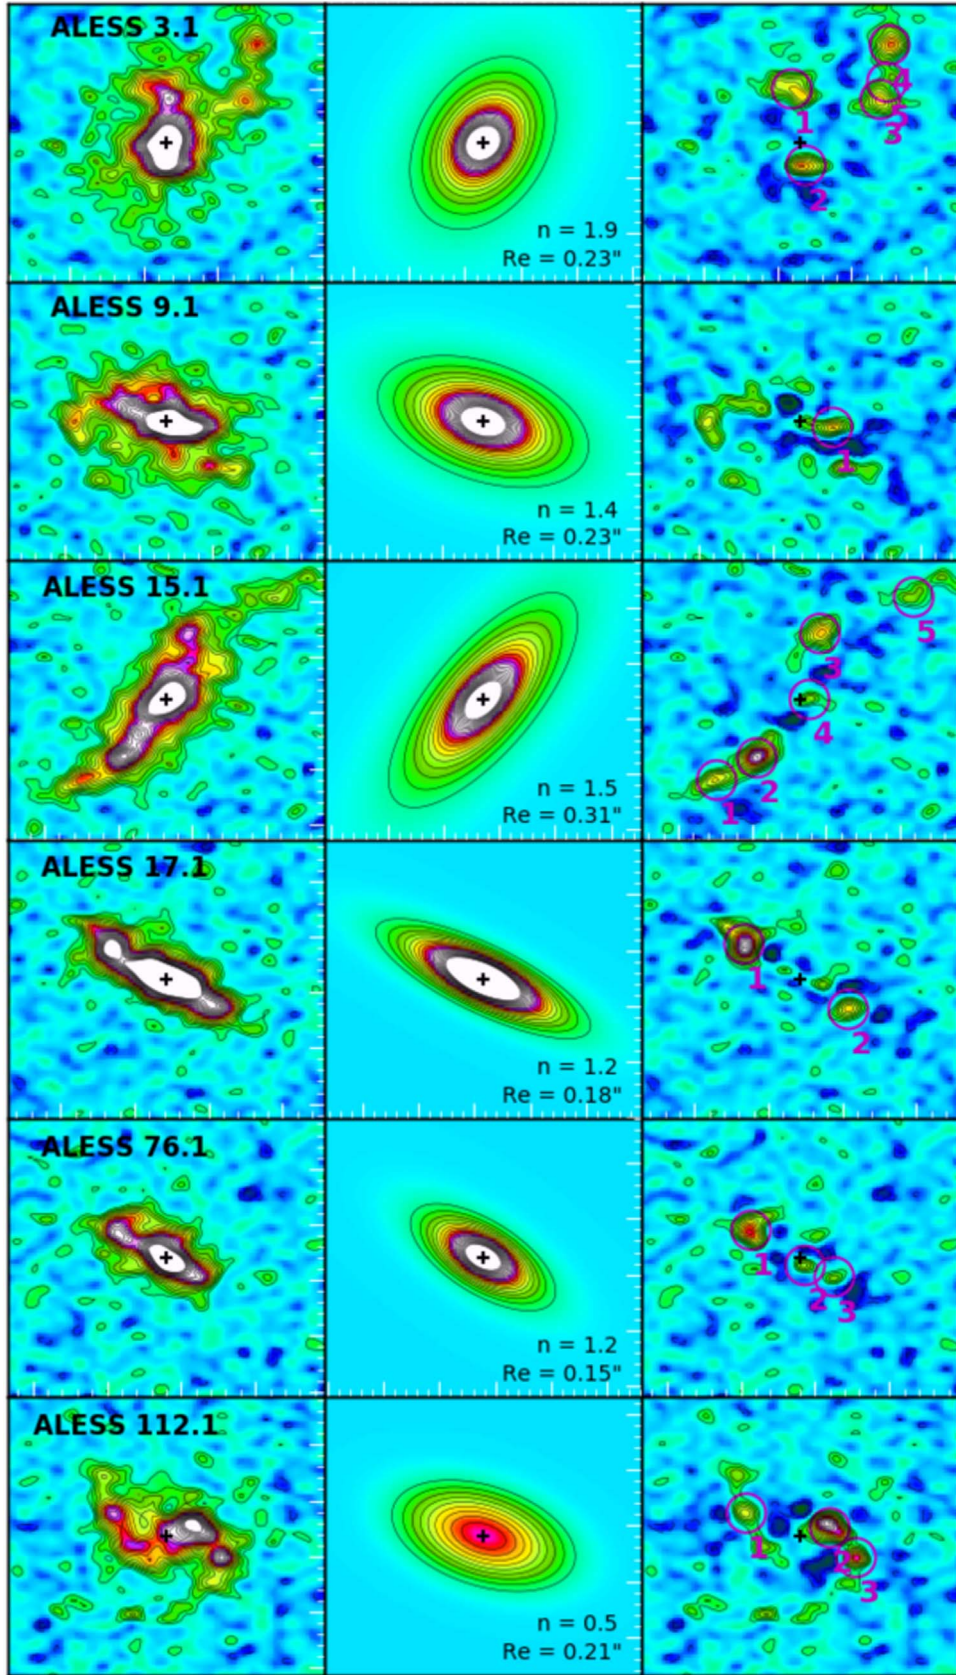 ALESS 3.1
n = 1.9
Re = 0.23"
1
2
4
5
3
ALESS 9.1
n = 1.4
Re = 0.23"
1
ALESS 15.1
n = 1.5
Re = 0.31"
5
3
4
2
1
ALESS 17.1
n = 1.2
Re = 0.18"
1
2
ALESS 76.1
n = 1.2
Re = 0.15"
1
2
3
ALESS 112.1
n = 0.5
Re = 0.21"
1
2
3